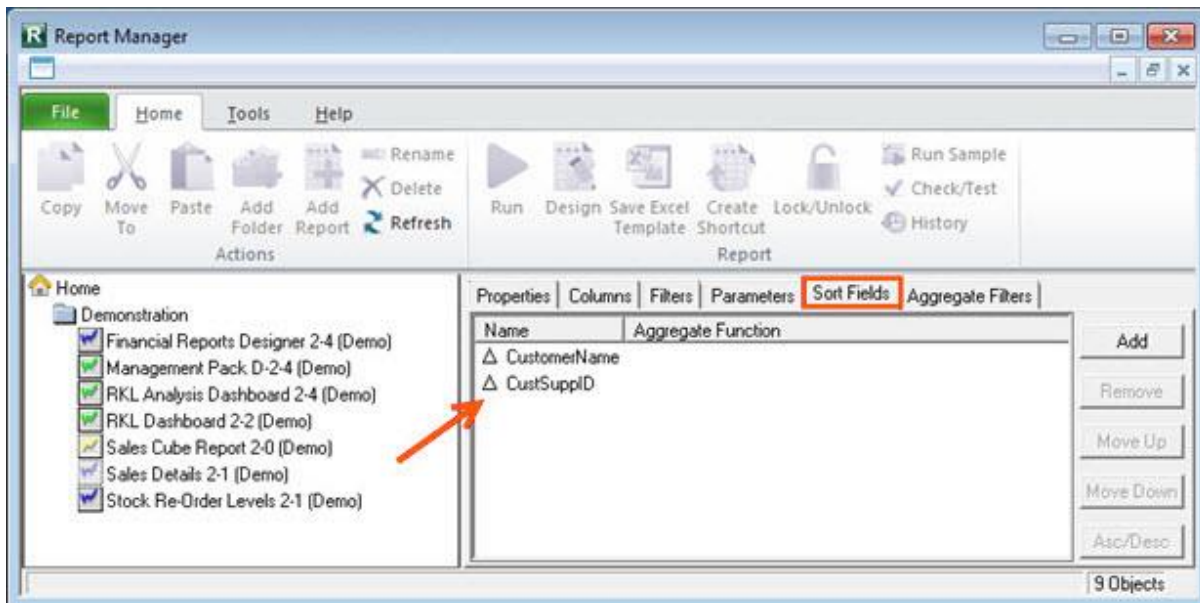 Report Manager
File Home Tools Help
Copy Move To Paste Add Folder Add Report Rename Delete Refresh
Actions
Run Design Save Excel Template Create Shortcut Lock/Unlock Run Sample Check/Test History
Report
Home
Demonstration
Financial Reports Designer 2-4 (Demo)
Management Pack D-2-4 (Demo)
RKL Analysis Dashboard 2-4 (Demo)
RKL Dashboard 2-2 (Demo)
Sales Cube Report 2-0 (Demo)
Sales Details 2-1 (Demo)
Stock Re-Order Levels 2-1 (Demo)
Properties Columns Filters Parameters Sort Fields Aggregate Filters
Name Aggregate Function
CustomerName
CustSuppID
Add
Remove
Move Up
Move Down
Asc/Desc
9 Objects